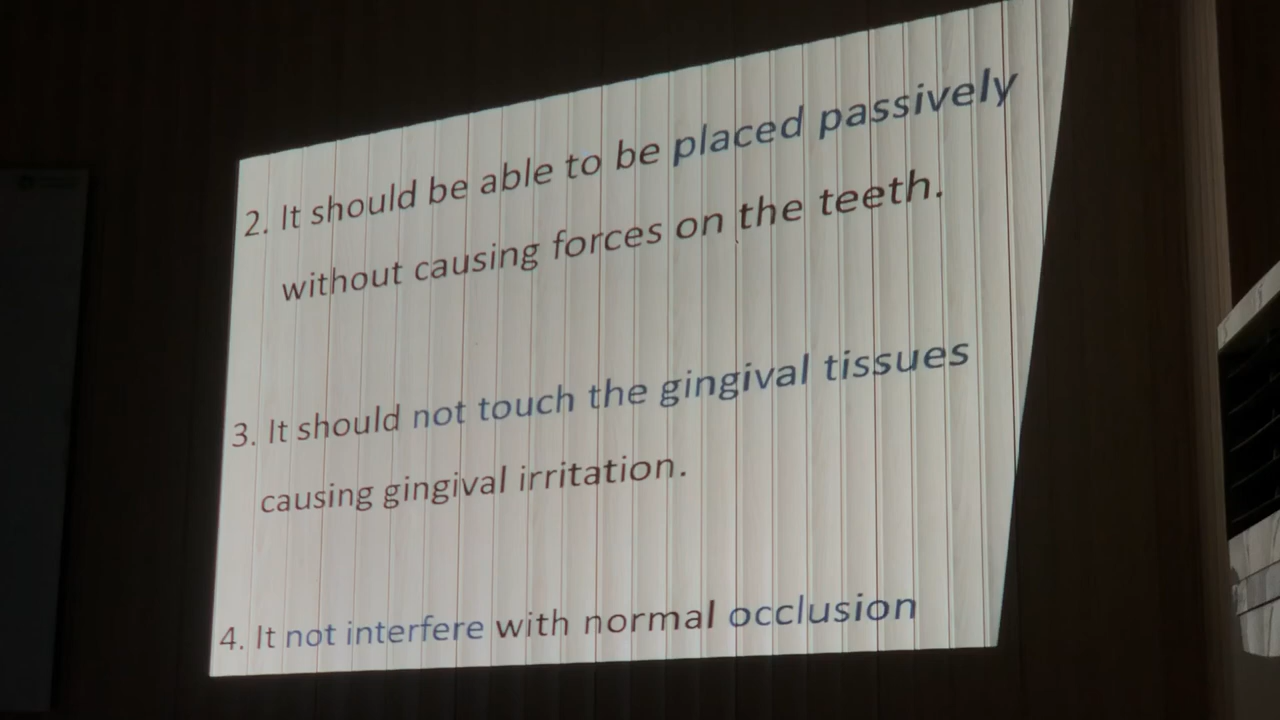 2. It should be able to be placed passively
without causing forces on the teeth.
3. It should not touch the gingival tissues
causing gingival irritation.
4. It not interfere with normal occlusion